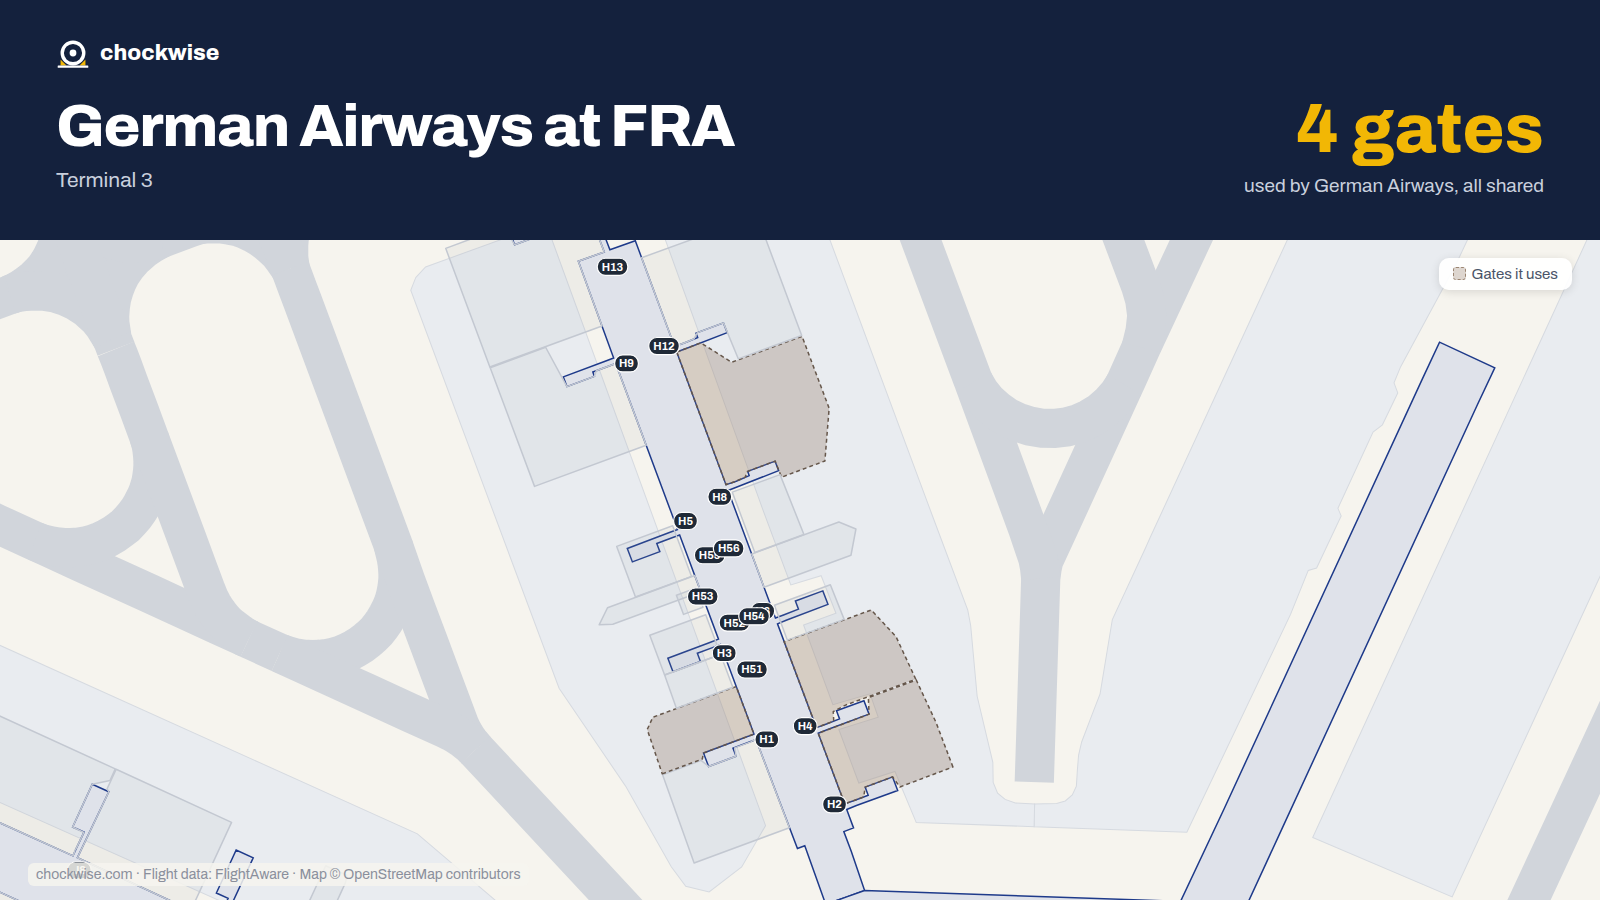 chockwise
German Airways at FRA
Terminal 3
4 gates
used by German Airways, all shared
Gates it uses
H13
H12
H9
H8
H5
H56
H53
H54
H52
H3
H51
H4
H1
H2
chockwise.com · Flight data: FlightAware · Map © OpenStreetMap contributors